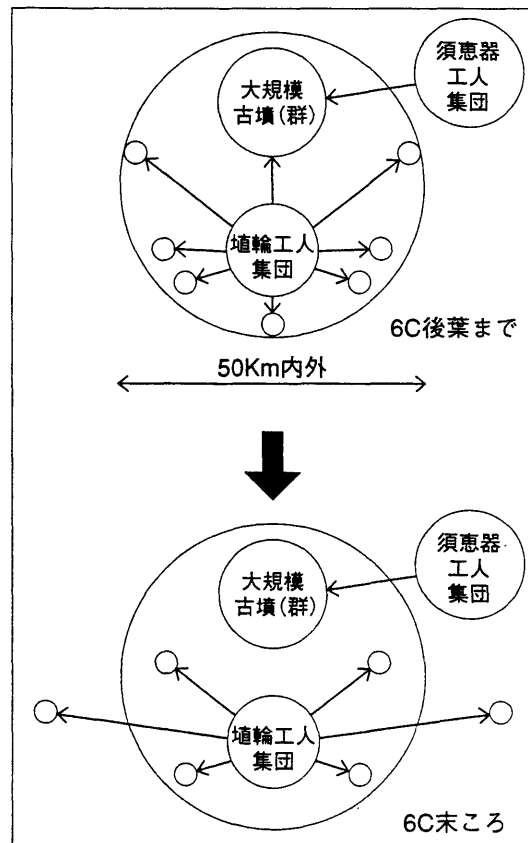 須恵器
工人
集団
大規模
古墳(群)
埴輪工人
集団
6C後葉まで
50Km内外
須恵器
工人
集団
大規模
古墳(群)
埴輪工人
集団
6C末ころ